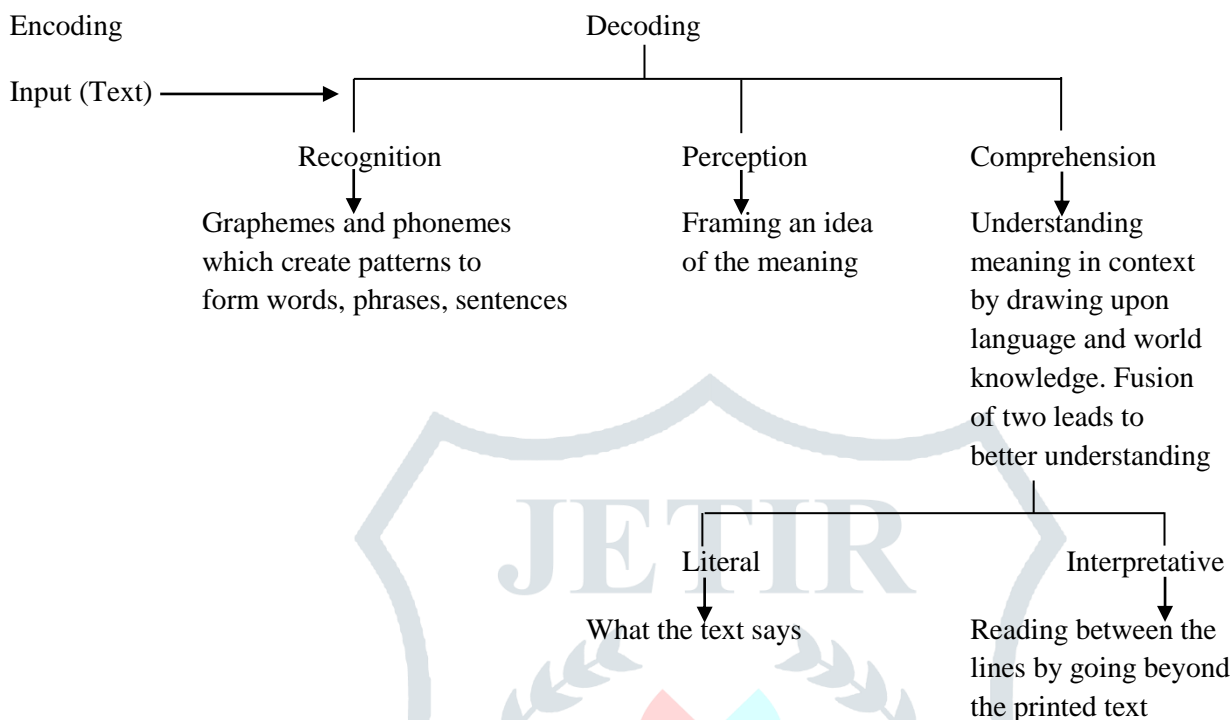 Encoding
Decoding
Input (Text)
Recognition
Perception
Comprehension
Graphemes and phonemes
which create patterns to
form words, phrases, sentences
Framing an idea
of the meaning
Understanding
meaning in context
by drawing upon
language and world
knowledge. Fusion
of two leads to
better understanding
JETIR
Literal
Interpretative
What the text says
Reading between the
lines by going beyond
the printed text